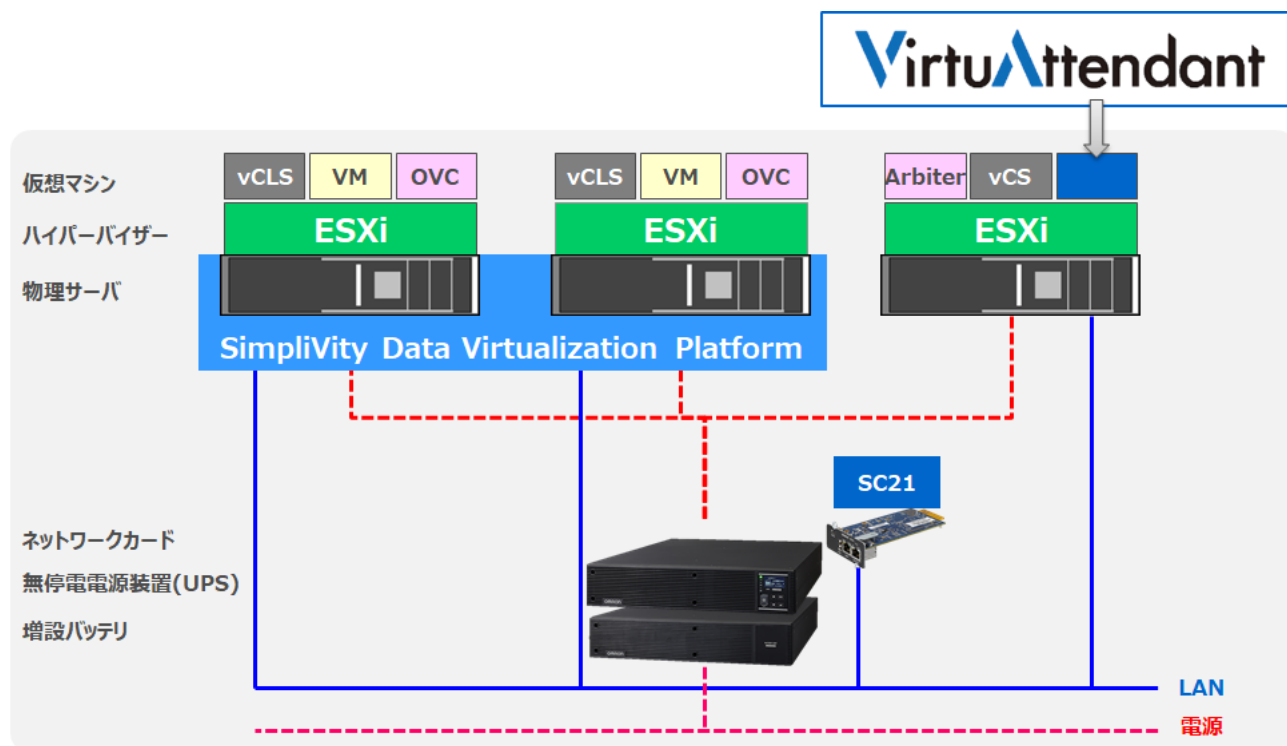 VirtuAttendant
仮想マシン
vCLS VM OVC
vCLS VM OVC
Arbiter vCS
ハイパーバイザー
ESXi
ESXi
ESXi
物理サーバ
SimpliVity Data Virtualization Platform
SC21
ネットワークカード
無停電電源装置(UPS)
増設バッテリ
LAN
電源